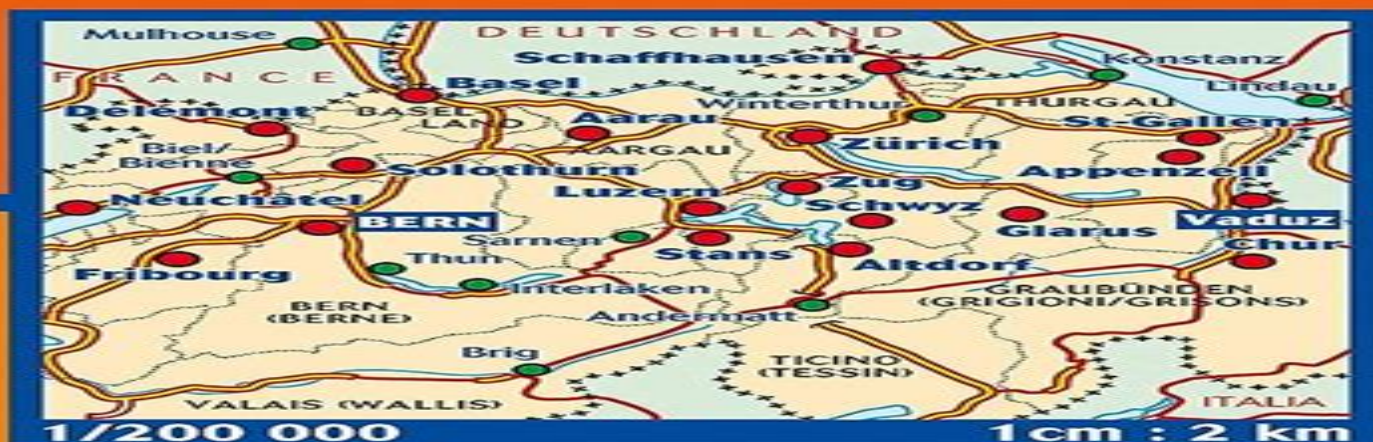 DEUTSCHLAND
Mulhouse
Schaffhausen
Konstanz
FRANCE
Basel
Lindau
Delémont
BASEL
LAND
Aarau
Winterthur
THURGAU
St-Gallen
Biel/
Bienne
Solothurn
AARGAU
Zürich
Appenzell
Neuchâtel
Luzern
Zug
Schwyz
BERN
Vaduz
Sarnen
Stans
Glarus
Chur
Fribourg
Thun
Altdorf
Interlaken
GRAUBÜNDEN
(GRIGIONI/GRISONS)
BERN
(BERNE)
Andermatt
Brig
TICINO
(TESSIN)
VALAIS (WALLIS)
ITALIA
1/200 000
1cm : 2 km